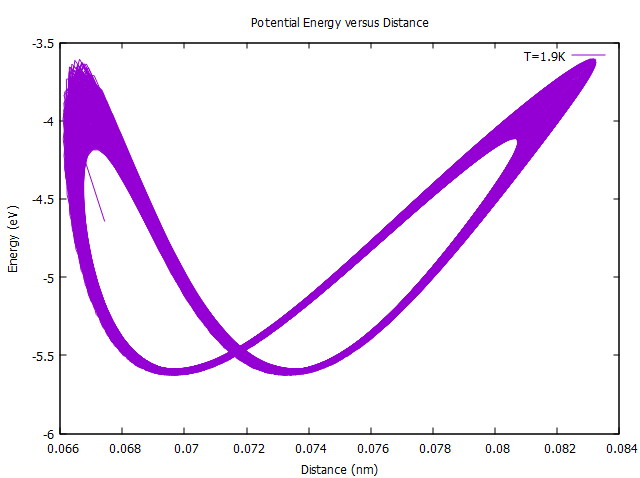 Potential Energy versus Distance
T=1.9K
-3.5
-4
-4.5
-5
-5.5
-6
Energy (eV)
0.066 0.068 0.07 0.072 0.074 0.076 0.078 0.08 0.082 0.084
Distance (nm)